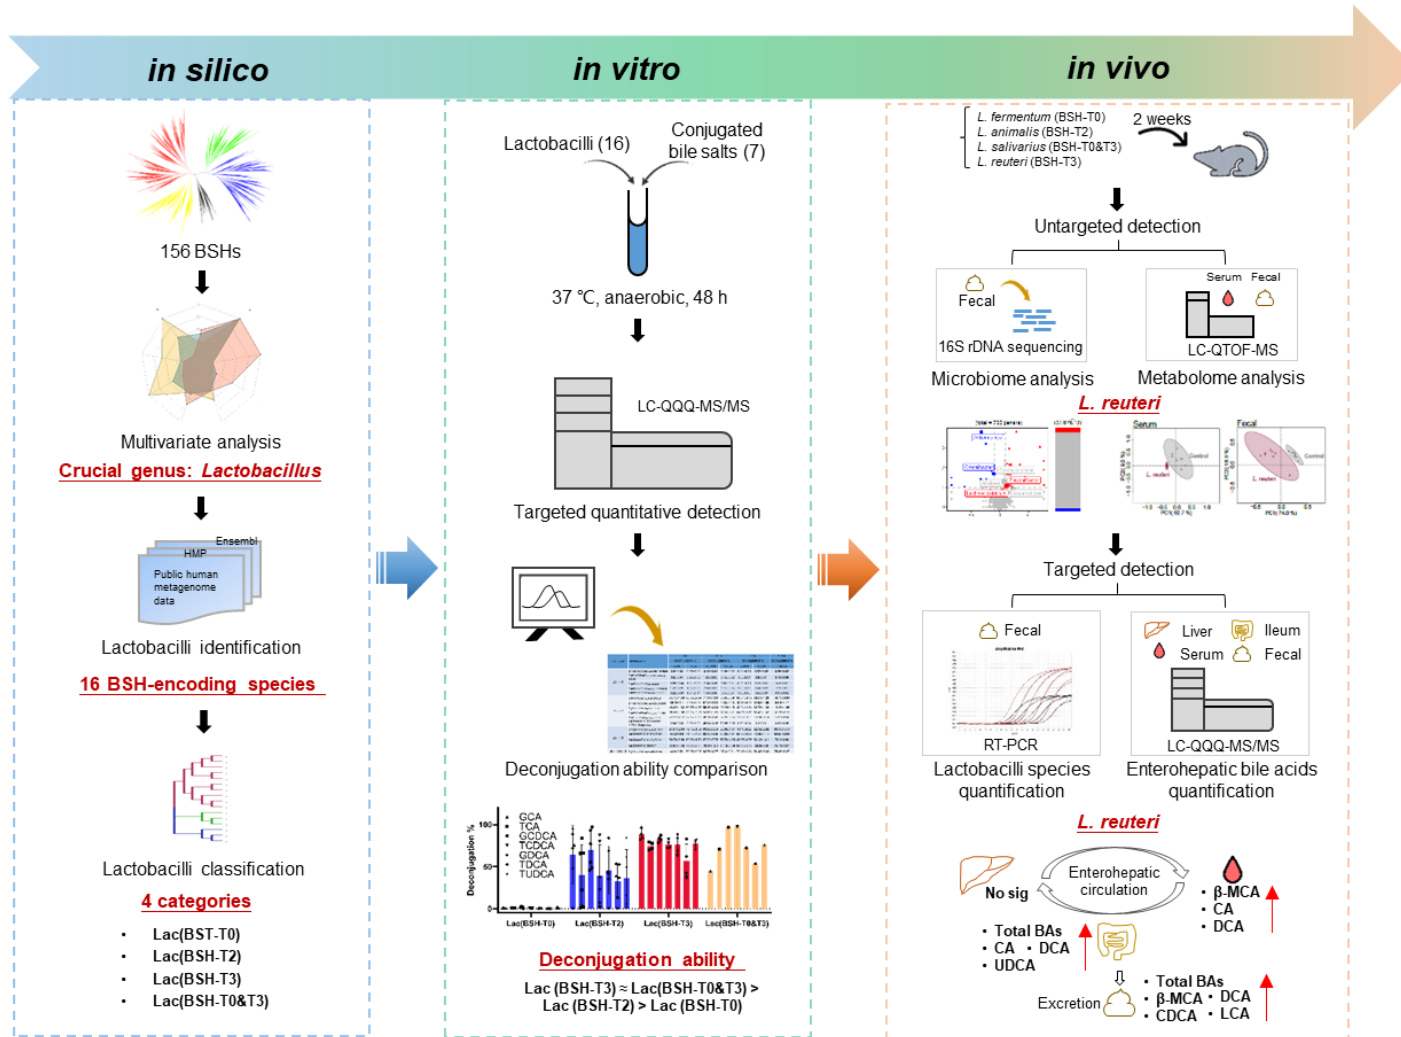 in silico
in vitro
in vivo
156 BSHs
Multivariate analysis
Crucial genus: Lactobacillus
Ensembl
HMP
Public human
metagenome
data
Lactobacilli identification
16 BSH-encoding species
Lactobacilli classification
4 categories
• Lac(BST-T0)
• Lac(BSH-T2)
• Lac(BSH-T3)
• Lac(BSH-T0&T3)
Lactobacilli (16)
Conjugated
bile salts (7)
37 °C, anaerobic, 48 h
LC-QQQ-MS/MS
Targeted quantitative detection
Deconjugation ability comparison
Deconjugation %
100
50
0
GCA
TCA
GCDCA
TCDCA
GDCA
TDCA
TUDCA
Lac(BSH-T0)
Lac(BSH-T2)
Lac(BSH-T3)
Lac(BSH-T0&T3)
Deconjugation ability
Lac (BSH-T3) ≈ Lac(BSH-T0&T3) >
Lac (BSH-T2) > Lac (BSH-T0)
L. fermentum (BSH-T0)
L. animalis (BSH-T2)
L. salivarius (BSH-T0&T3)
L. reuteri (BSH-T3)
2 weeks
Untargeted detection
Fecal
16S rDNA sequencing
Microbiome analysis
Serum Fecal
LC-QTOF-MS
Metabolome analysis
L. reuteri
Serum
Control
L. reuteri
Fecal
Control
L. reuteri
Targeted detection
Fecal
RT-PCR
Lactobacilli species
quantification
Liver
Ileum
Serum
Fecal
LC-QQQ-MS/MS
Enterohepatic bile acids
quantification
L. reuteri
No sig
Enterohepatic
circulation
• β-MCA
• CA
• DCA
• Total BAs
• CA • DCA
• UDCA
Excretion
• Total BAs
• β-MCA • DCA
• CDCA • LCA